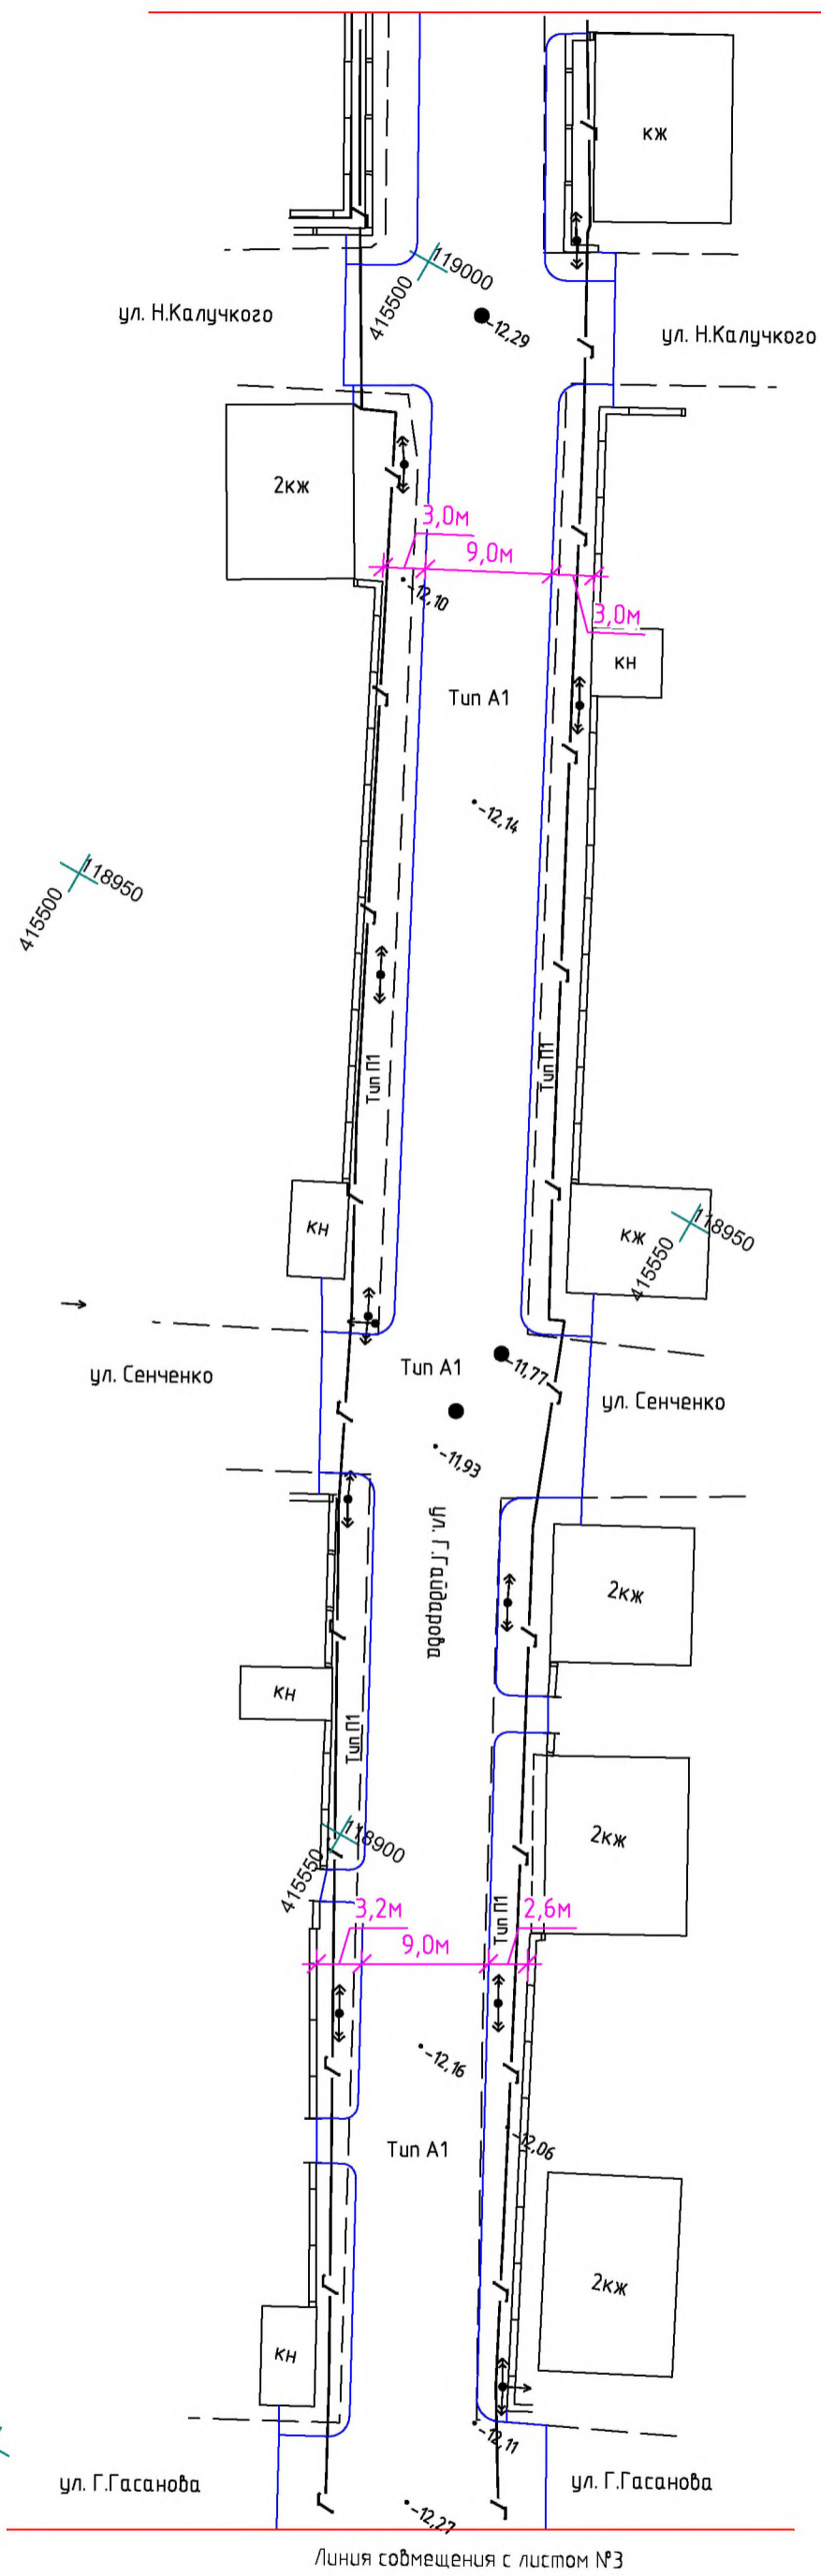 кж
119000
415500
ул. Н.Калучкого
-12,29
ул. Н.Калучкого
2кж
3,0м
9,0м
-12,10
3,0м
кн
Тип А1
-12,14
118950
415500
Тип П1
Тип П1
кн
кж
118950
415550
ул. Сенченко
Тип А1
-11,77
ул. Сенченко
-11,93
ул. Г.Гайдарова
2кж
кн
Тип П1
2кж
118900
415550
3,2м
9,0м
Тип П1
2,6м
-12,16
Тип А1
-12,06
2кж
кн
-12,11
ул. Г.Гасанова
ул. Г.Гасанова
-12,27
Линия совмещения с листом №3